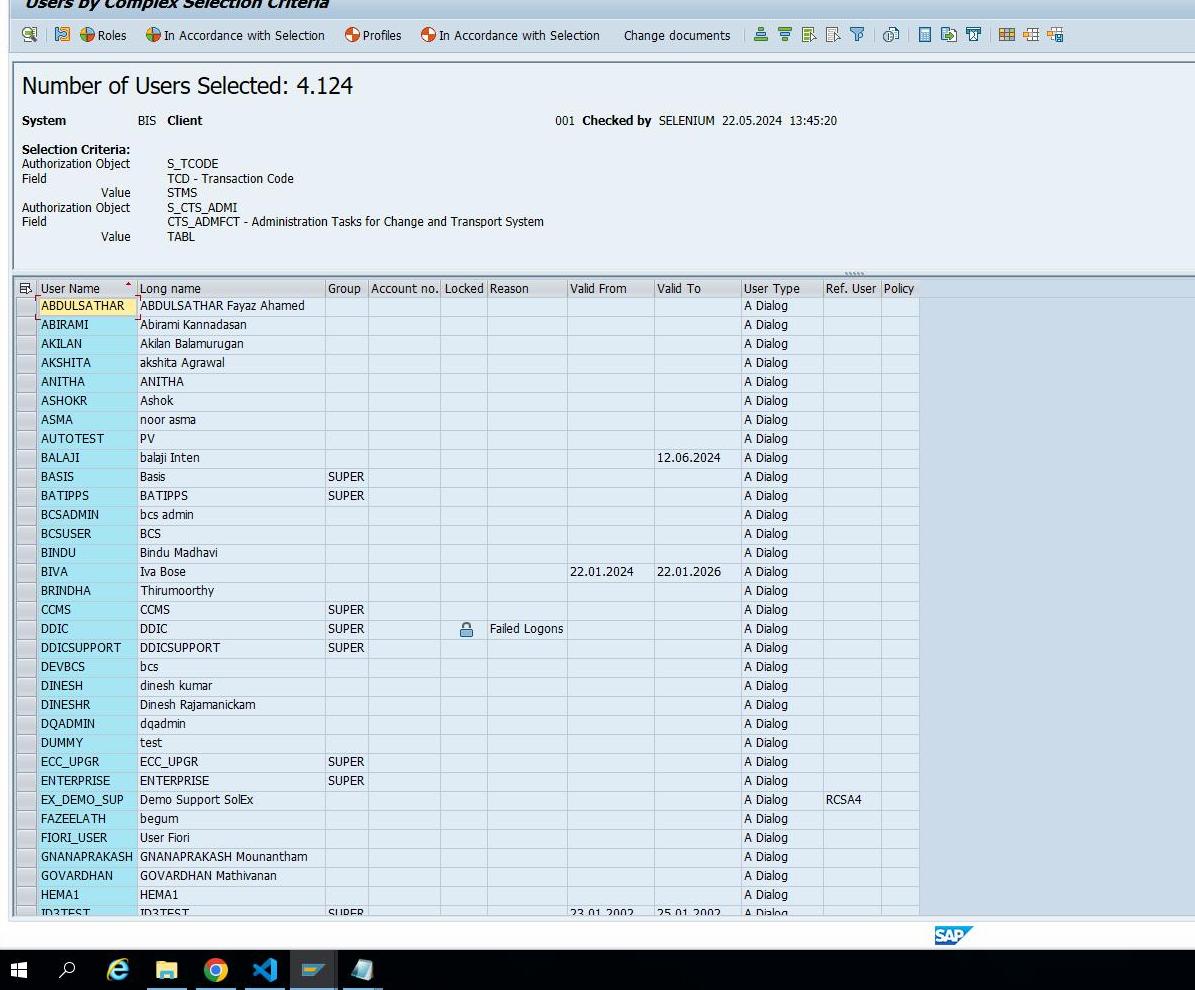 Users by Complex Selection Criteria
Roles In Accordance with Selection Profiles In Accordance with Selection Change documents
Number of Users Selected: 4.124
System BIS Client 001 Checked by SELENIUM 22.05.2024 13:45:20
Selection Criteria:
Authorization Object S_TCODE
Field TCD - Transaction Code
Value STMS
Authorization Object S_CTS_ADMI
Field CTS_ADMFCT - Administration Tasks for Change and Transport System
Value TABL
User Name Long name Group Account no. Locked Reason Valid From Valid To User Type Ref. User Policy
ABDULSATHAR ABDULSATHAR Fayaz Ahamed A Dialog
ABIRAMI Abirami Kannadasan A Dialog
AKILAN Akilan Balamurugan A Dialog
AKSHITA akshita Agrawal A Dialog
ANITHA ANITHA A Dialog
ASHOKR Ashok A Dialog
ASMA noor asma A Dialog
AUTOTEST PV A Dialog
BALAJI balaji Inten 12.06.2024 A Dialog
BASIS Basis SUPER A Dialog
BATIPPS BATIPPS SUPER A Dialog
BCSADMIN bcs admin A Dialog
BCSUSER BCS A Dialog
BINDU Bindu Madhavi A Dialog
BIVA Iva Bose 22.01.2024 22.01.2026 A Dialog
BRINDHA Thirumoorthy A Dialog
CCMS CCMS SUPER A Dialog
DDIC DDIC SUPER Failed Logons A Dialog
DDICSUPPORT DDICSUPPORT SUPER A Dialog
DEVBCS bcs A Dialog
DINESH dinesh kumar A Dialog
DINESHR Dinesh Rajamanickam A Dialog
DQADMIN dqadmin A Dialog
DUMMY test A Dialog
ECC_UPGR ECC_UPGR SUPER A Dialog
ENTERPRISE ENTERPRISE SUPER A Dialog
EX_DEMO_SUP Demo Support SolEx A Dialog RCSA4
FAZEELATH begum A Dialog
FIORI_USER User Fiori A Dialog
GNANAPRAKASH GNANAPRAKASH Mounantham A Dialog
GOVARDHAN GOVARDHAN Mathivanan A Dialog
HEMA1 HEMA1 A Dialog
ID3TEST ID3TEST SUPER 23.01.2002 25.01.2002 A Dialog
SAP